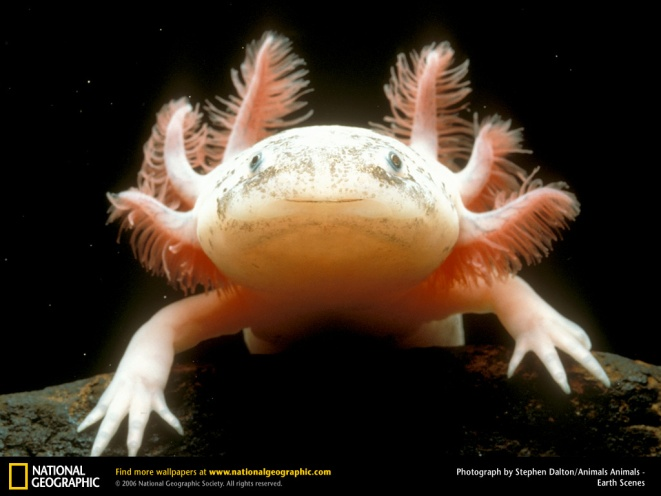 NATIONAL
GEOGRAPHIC
Find more wallpapers at www.nationalgeographic.com
© 2006 National Geographic Society. All rights reserved.
Photograph by Stephen Dalton/Animals Animals -
Earth Scenes